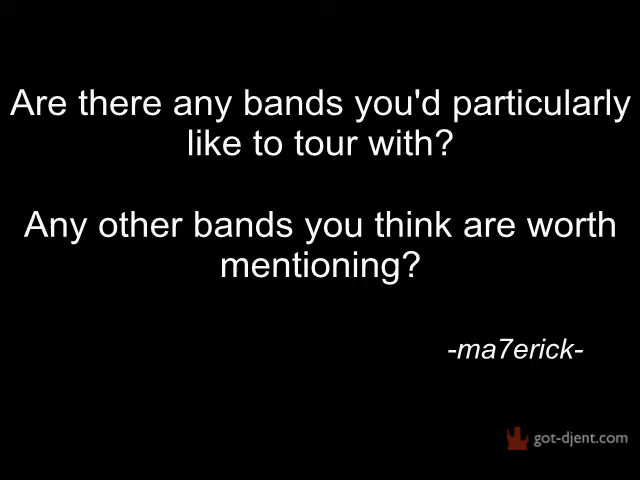 Are there any bands you'd particularly
like to tour with?
Any other bands you think are worth
mentioning?
-ma7erick-
got-djent.com